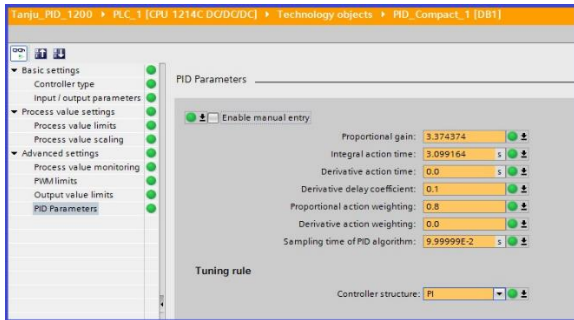 Tanju_PID_1200 ▸ PLC_1 [CPU 1214C DC/DC/DC] ▸ Technology objects ▸ PID_Compact_1 [DB1]
Basic settings
Controller type
Input / output parameters
Process value settings
Process value limits
Process value scaling
Advanced settings
Process value monitoring
PWM limits
Output value limits
PID Parameters
PID Parameters
Enable manual entry
Proportional gain: 3.374374
Integral action time: 3.099164 s
Derivative action time: 0.0 s
Derivative delay coefficient: 0.1
Proportional action weighting: 0.8
Derivative action weighting: 0.0
Sampling time of PID algorithm: 9.99999E-2 s
Tuning rule
Controller structure: PI